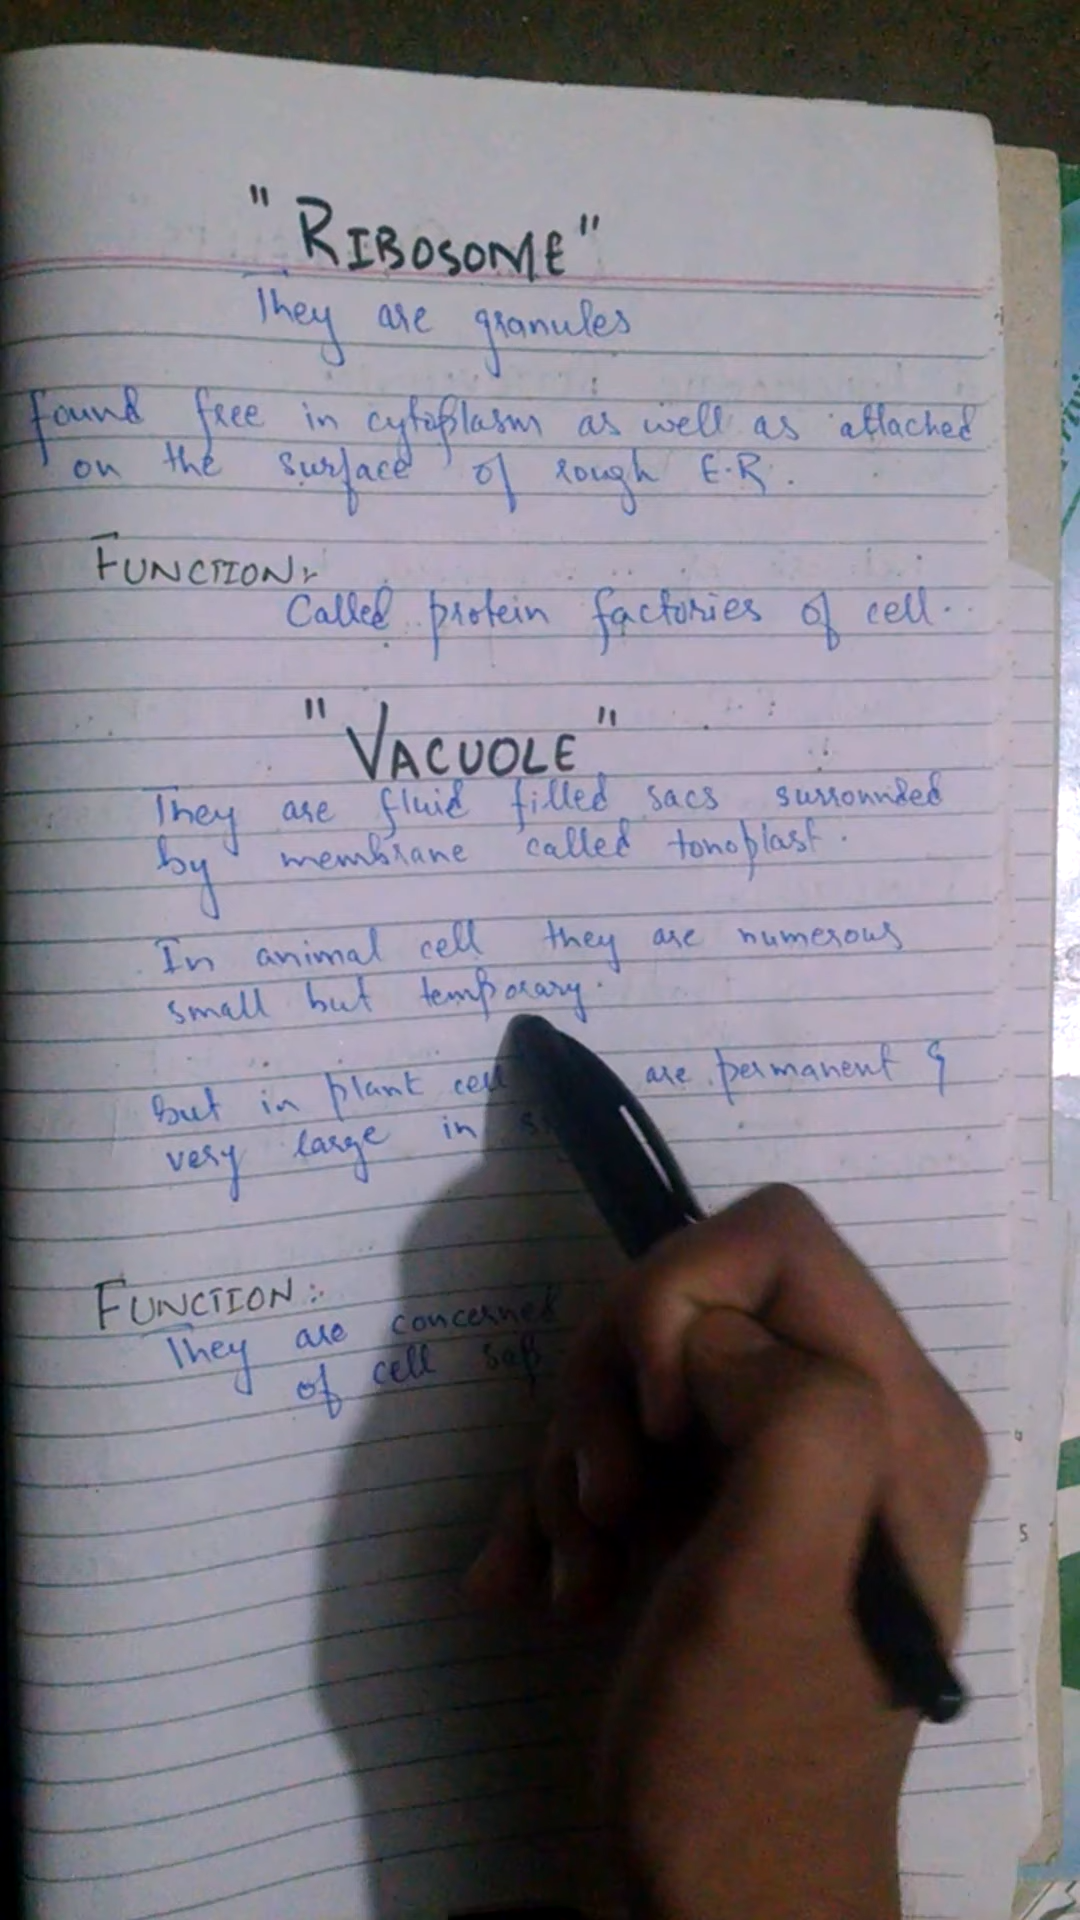 "RIBOSOME"
They are granules
found free in cytoplasm as well as attached
on the surface of rough E.R.
FUNCTION:-
Called protein factories of cell.
"VACUOLE"
They are fluid filled sacs surrounded
by membrane called tonoplast.
In animal cell they are numerous
small but temporary.
But in plant cell are permanent &
very large in
FUNCTION:-
They are concerned
of cell sap